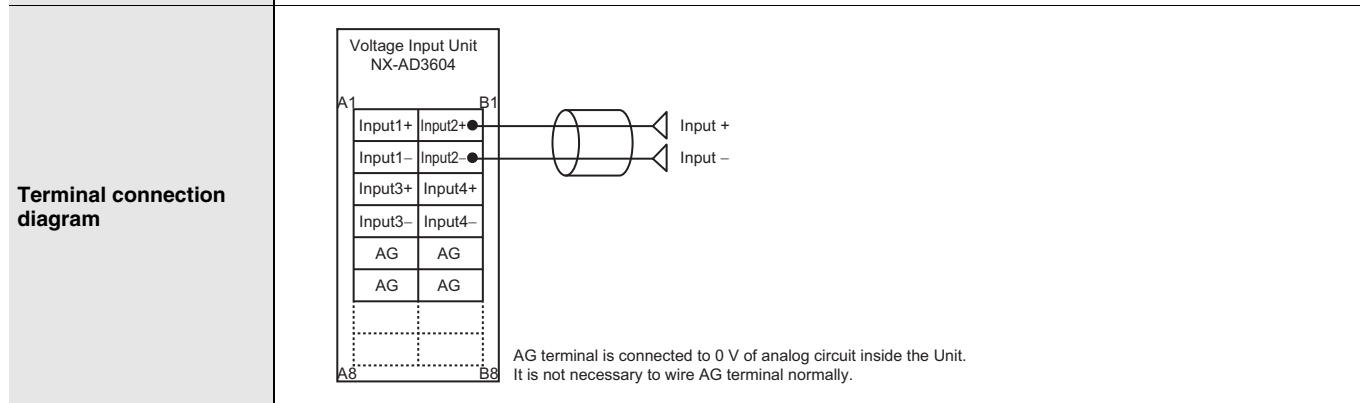 Terminal connection
diagram
Voltage Input Unit
NX-AD3604
A1 B1
Input1+ Input2+ Input +
Input1– Input2– Input –
Input3+ Input4+
Input3– Input4–
AG AG
AG AG
A8 B8
AG terminal is connected to 0 V of analog circuit inside the Unit.
It is not necessary to wire AG terminal normally.